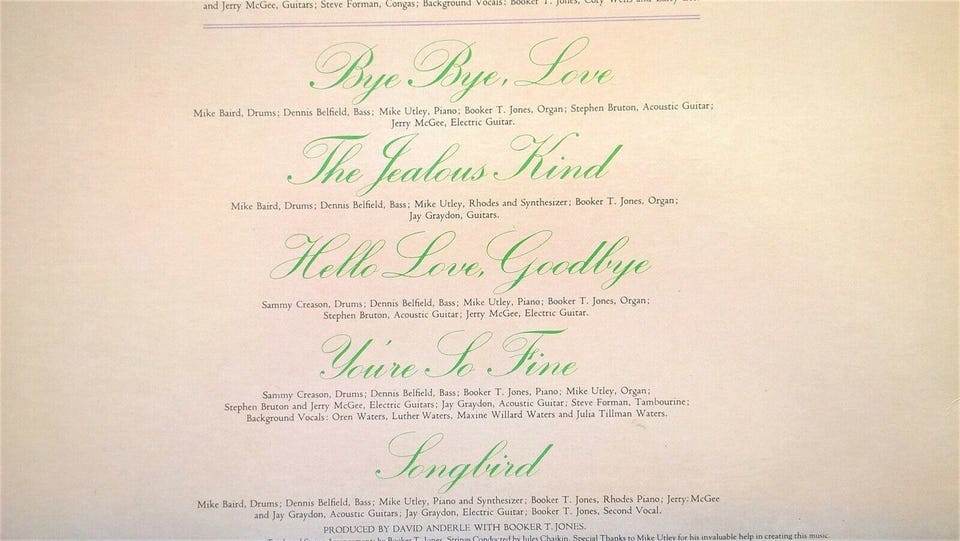 and Jerry McGee, Guitars; Steve Forman, Congas; Background Vocals: Booker T. Jones, Cory Wells and
Bye Bye, Love
Mike Baird, Drums; Dennis Belfield, Bass; Mike Utley, Piano; Booker T. Jones, Organ; Stephen Bruton, Acoustic Guitar;
Jerry McGee, Electric Guitar.
The Jealous Kind
Mike Baird, Drums; Dennis Belfield, Bass; Mike Utley, Rhodes and Synthesizer; Booker T. Jones, Organ;
Jay Graydon, Guitars.
Hello Love, Goodbye
Sammy Creason, Drums; Dennis Belfield, Bass; Mike Utley, Piano; Booker T. Jones, Organ;
Stephen Bruton, Acoustic Guitar; Jerry McGee, Electric Guitar.
You're So Fine
Sammy Creason, Drums; Dennis Belfield, Bass; Booker T. Jones, Piano; Mike Utley, Organ;
Stephen Bruton and Jerry McGee, Electric Guitars; Jay Graydon, Acoustic Guitar; Steve Forman, Tambourine;
Background Vocals: Oren Waters, Luther Waters, Maxine Willard Waters and Julia Tillman Waters.
Songbird
Mike Baird, Drums; Dennis Belfield, Bass; Mike Utley, Piano and Synthesizer; Booker T. Jones, Rhodes Piano; Jerry McGee
and Jay Graydon, Acoustic Guitars; Jay Graydon, Electric Guitar; Booker T. Jones, Second Vocal.
PRODUCED BY DAVID ANDERLE WITH BOOKER T. JONES.
by Booker T. Jones. Strings Conducted by Jules Chaikin. Special Thanks to Mike Utley for his invaluable help in creating this music.